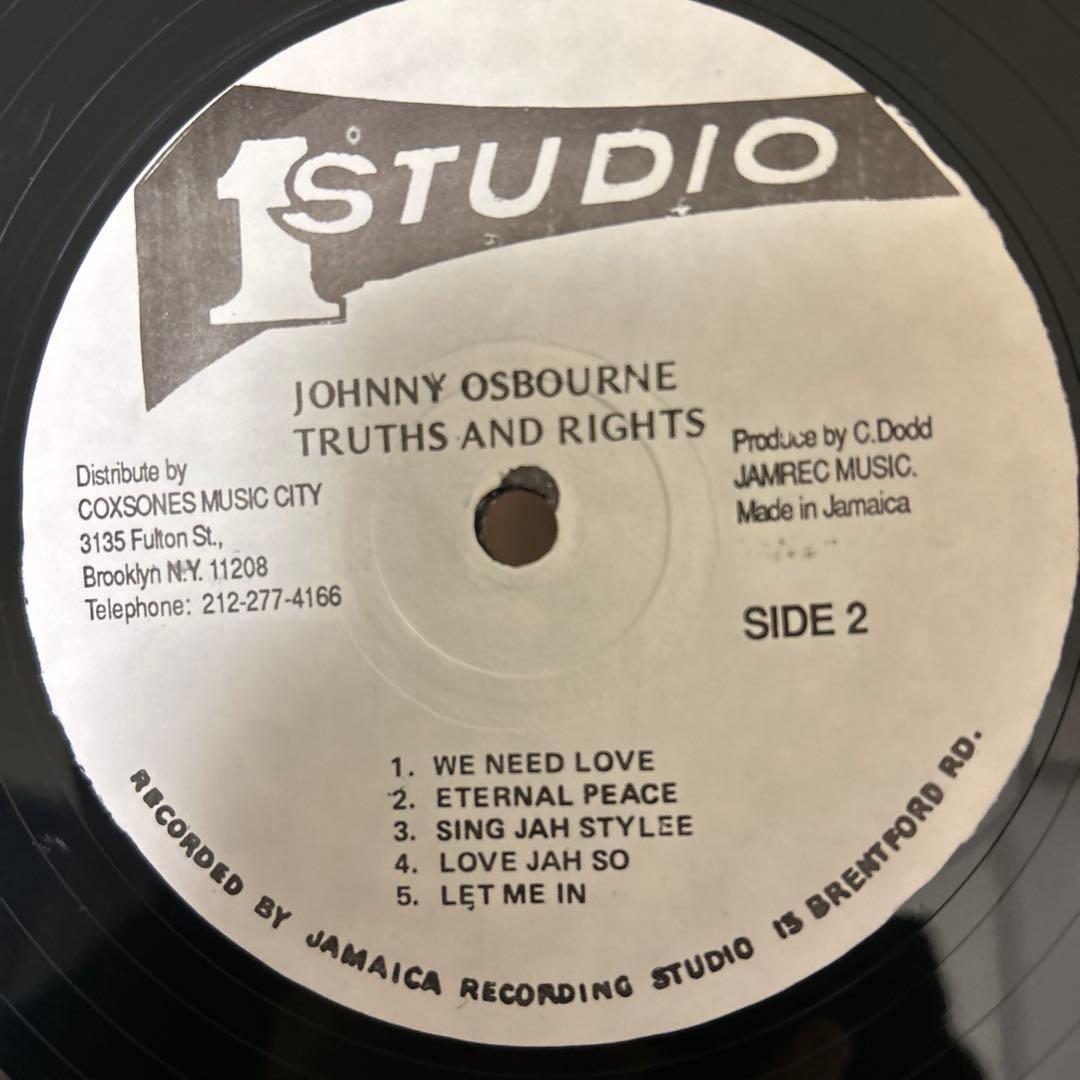 1 STUDIO
JOHNNY OSBOURNE
TRUTHS AND RIGHTS
Distribute by
COXSONES MUSIC CITY
3135 Fulton St.,
Brooklyn N.Y. 11208
Telephone: 212-277-4166
Produce by C.Dodd
JAMREC MUSIC.
Made in Jamaica
SIDE 2
1. WE NEED LOVE
2. ETERNAL PEACE
3. SING JAH STYLEE
4. LOVE JAH SO
5. LET ME IN
RECORDED BY JAMAICA RECORDING STUDIO 13 BRENTFORD RD.